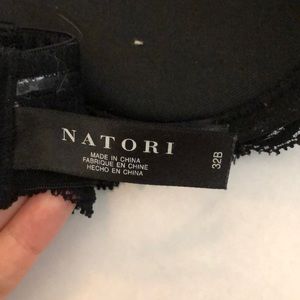 NATORI
MADE IN CHINA
FABRIQUE EN CHINE
HECHO EN CHINA
32B